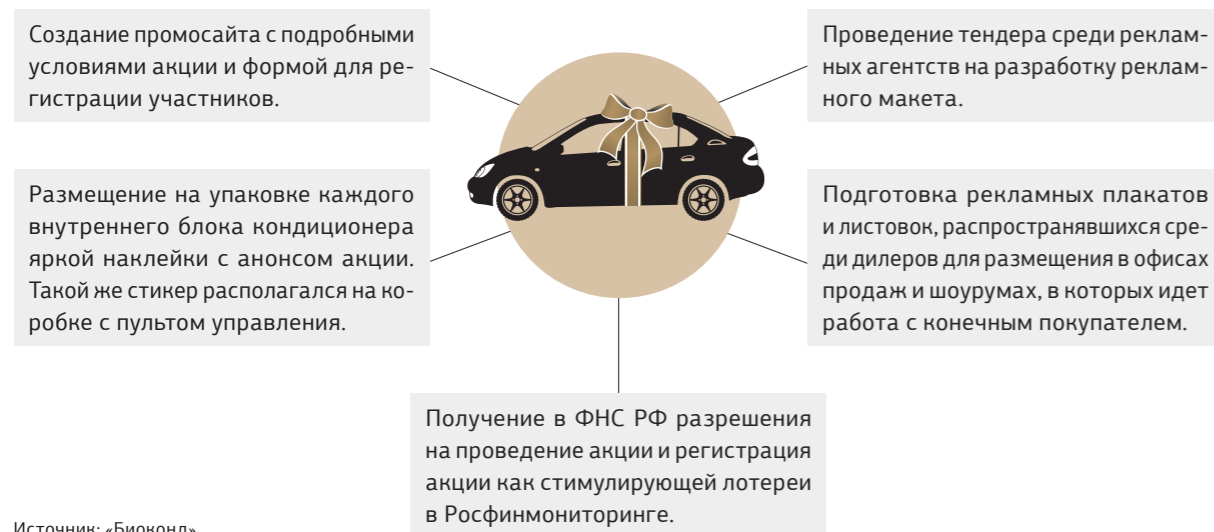 Создание промосайта с подробными
условиями акции и формой для ре-
гистрации участников.
Проведение тендера среди реклам-
ных агентств на разработку реклам-
ного макета.
Размещение на упаковке каждого
внутреннего блока кондиционера
яркой наклейки с анонсом акции.
Такой же стикер располагался на ко-
робке с пультом управления.
Подготовка рекламных плакатов
и листовок, распространявшихся сре-
ди дилеров для размещения в офисах
продаж и шоурумах, в которых идет
работа с конечным покупателем.
Получение в ФНС РФ разрешения
на проведение акции и регистрация
акции как стимулирующей лотереи
в Росфинмониторинге.
Источник: «Биоконд»